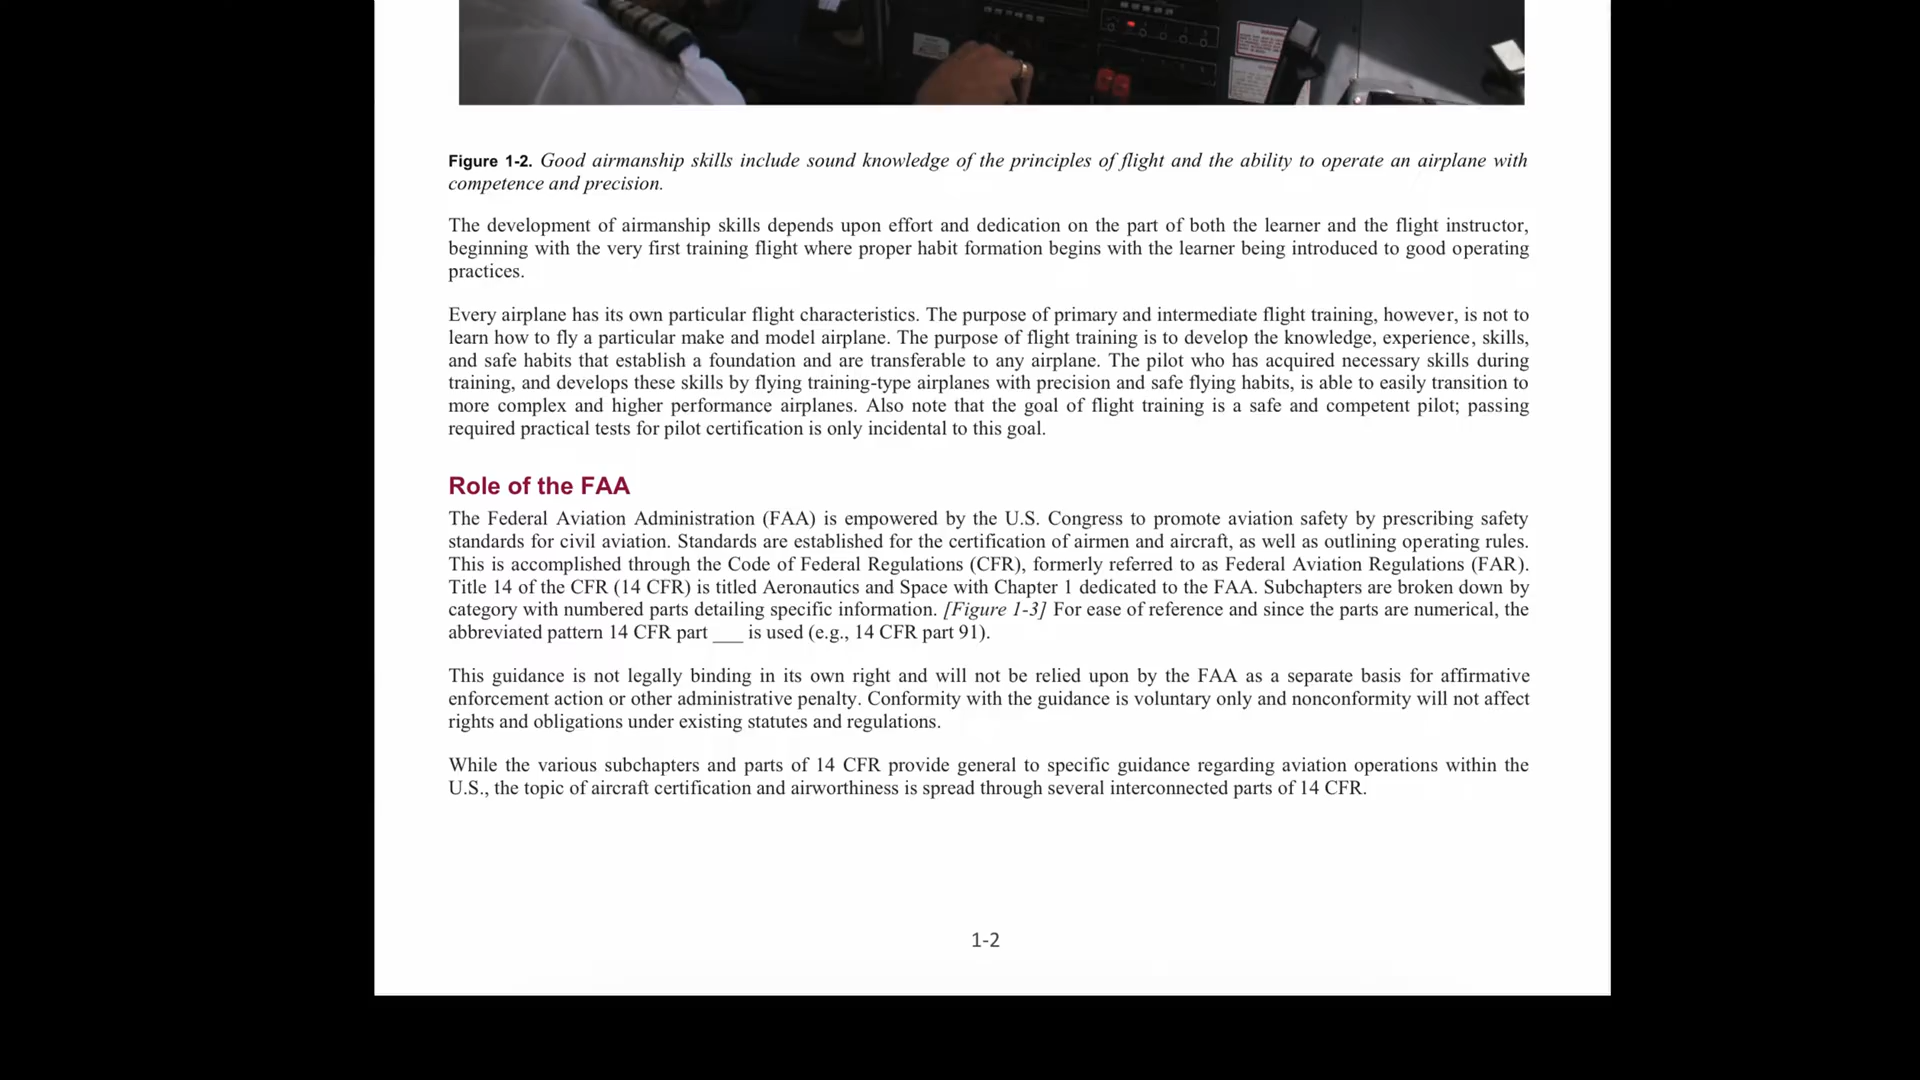 Figure 1-2. Good airmanship skills include sound knowledge of the principles of flight and the ability to operate an airplane with
competence and precision.
The development of airmanship skills depends upon effort and dedication on the part of both the learner and the flight instructor,
beginning with the very first training flight where proper habit formation begins with the learner being introduced to good operating
practices.
Every airplane has its own particular flight characteristics. The purpose of primary and intermediate flight training, however, is not to
learn how to fly a particular make and model airplane. The purpose of flight training is to develop the knowledge, experience, skills,
and safe habits that establish a foundation and are transferable to any airplane. The pilot who has acquired necessary skills during
training, and develops these skills by flying training-type airplanes with precision and safe flying habits, is able to easily transition to
more complex and higher performance airplanes. Also note that the goal of flight training is a safe and competent pilot; passing
required practical tests for pilot certification is only incidental to this goal.
Role of the FAA
The Federal Aviation Administration (FAA) is empowered by the U.S. Congress to promote aviation safety by prescribing safety
standards for civil aviation. Standards are established for the certification of airmen and aircraft, as well as outlining operating rules.
This is accomplished through the Code of Federal Regulations (CFR), formerly referred to as Federal Aviation Regulations (FAR).
Title 14 of the CFR (14 CFR) is titled Aeronautics and Space with Chapter 1 dedicated to the FAA. Subchapters are broken down by
category with numbered parts detailing specific information. [Figure 1-3] For ease of reference and since the parts are numerical, the
abbreviated pattern 14 CFR part ___ is used (e.g., 14 CFR part 91).
This guidance is not legally binding in its own right and will not be relied upon by the FAA as a separate basis for affirmative
enforcement action or other administrative penalty. Conformity with the guidance is voluntary only and nonconformity will not affect
rights and obligations under existing statutes and regulations.
While the various subchapters and parts of 14 CFR provide general to specific guidance regarding aviation operations within the
U.S., the topic of aircraft certification and airworthiness is spread through several interconnected parts of 14 CFR.
1-2